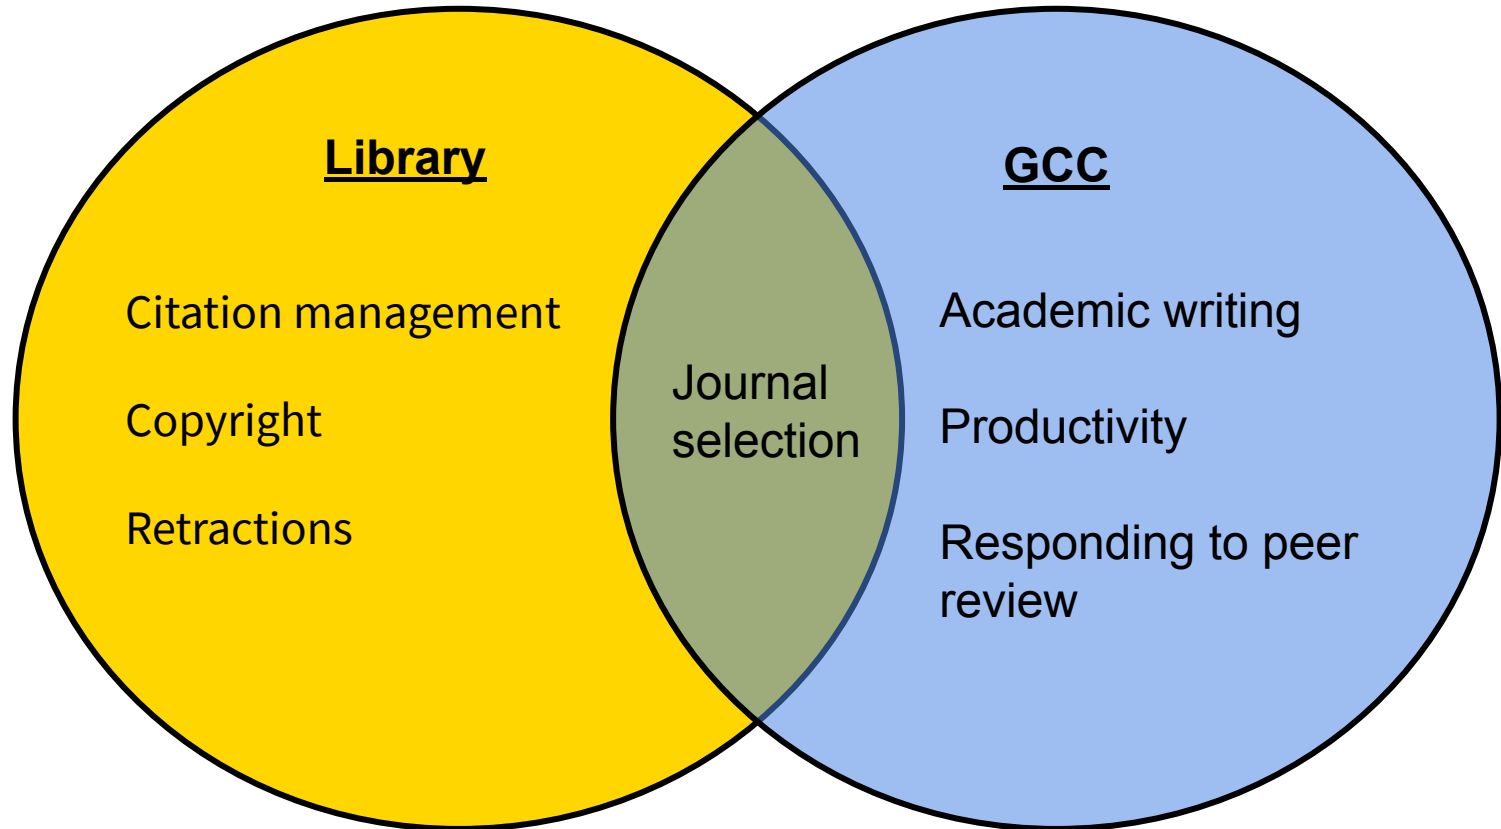 Library
Citation management
Copyright
Retractions
Journal
selection
GCC
Academic writing
Productivity
Responding to peer
review